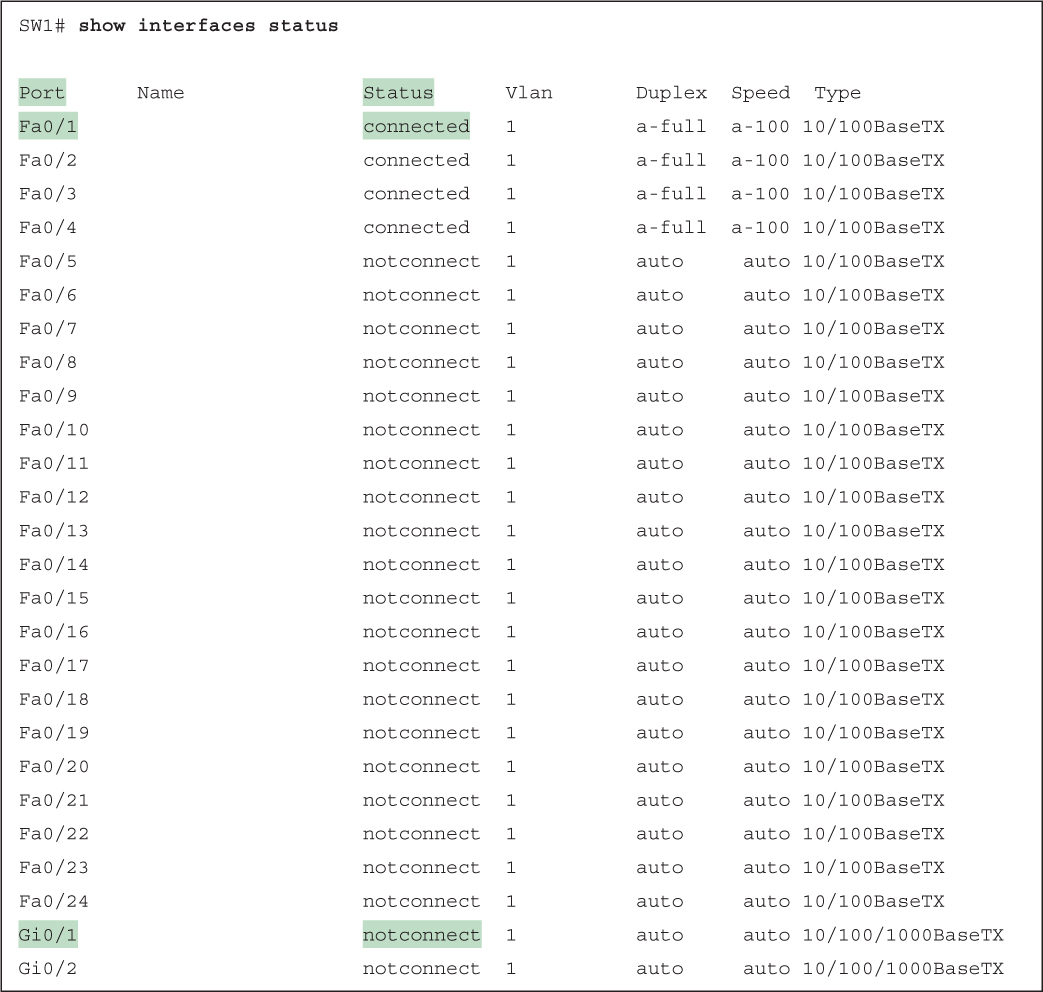 SW1# show interfaces status
Port Name Status Vlan Duplex Speed Type
Fa0/1 connected 1 a-full a-100 10/100BaseTX
Fa0/2 connected 1 a-full a-100 10/100BaseTX
Fa0/3 connected 1 a-full a-100 10/100BaseTX
Fa0/4 connected 1 a-full a-100 10/100BaseTX
Fa0/5 notconnect 1 auto auto 10/100BaseTX
Fa0/6 notconnect 1 auto auto 10/100BaseTX
Fa0/7 notconnect 1 auto auto 10/100BaseTX
Fa0/8 notconnect 1 auto auto 10/100BaseTX
Fa0/9 notconnect 1 auto auto 10/100BaseTX
Fa0/10 notconnect 1 auto auto 10/100BaseTX
Fa0/11 notconnect 1 auto auto 10/100BaseTX
Fa0/12 notconnect 1 auto auto 10/100BaseTX
Fa0/13 notconnect 1 auto auto 10/100BaseTX
Fa0/14 notconnect 1 auto auto 10/100BaseTX
Fa0/15 notconnect 1 auto auto 10/100BaseTX
Fa0/16 notconnect 1 auto auto 10/100BaseTX
Fa0/17 notconnect 1 auto auto 10/100BaseTX
Fa0/18 notconnect 1 auto auto 10/100BaseTX
Fa0/19 notconnect 1 auto auto 10/100BaseTX
Fa0/20 notconnect 1 auto auto 10/100BaseTX
Fa0/21 notconnect 1 auto auto 10/100BaseTX
Fa0/22 notconnect 1 auto auto 10/100BaseTX
Fa0/23 notconnect 1 auto auto 10/100BaseTX
Fa0/24 notconnect 1 auto auto 10/100BaseTX
Gi0/1 notconnect 1 auto auto 10/100/1000BaseTX
Gi0/2 notconnect 1 auto auto 10/100/1000BaseTX